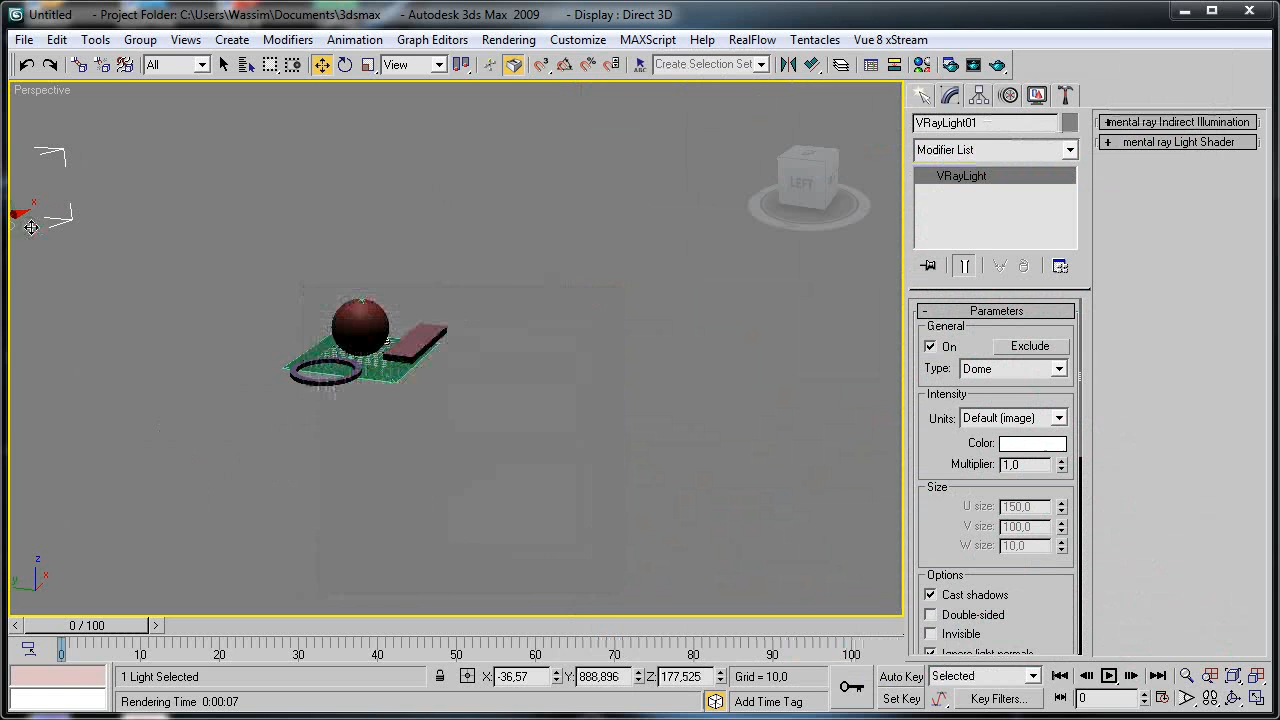 Untitled - Project Folder: C:\Users\Wassim\Documents\3dsmax - Autodesk 3ds Max 2009 - Display : Direct 3D
File Edit Tools Group Views Create Modifiers Animation Graph Editors Rendering Customize MAXScript Help RealFlow Tentacles Vue 8 xStream
All View Create Selection Set
Perspective
LEFT
x
z
x
y
VRayLight01
Modifier List
VRayLight
mental ray Indirect Illumination
+ mental ray Light Shader
- Parameters
General
On Exclude
Type: Dome
Intensity
Units: Default (image)
Color:
Multiplier: 1,0
Size
U size: 150,0
V size: 100,0
W size: 10,0
Options
Cast shadows
Double-sided
Invisible
Ignore light normals
< 0 / 100 >
0 10 20 30 40 50 60 70 80 90 100
1 Light Selected X: -36,57 Y: 888,896 Z: 177,525 Grid = 10,0 Auto Key Selected
Rendering Time 0:00:07 Add Time Tag Set Key Key Filters... 0